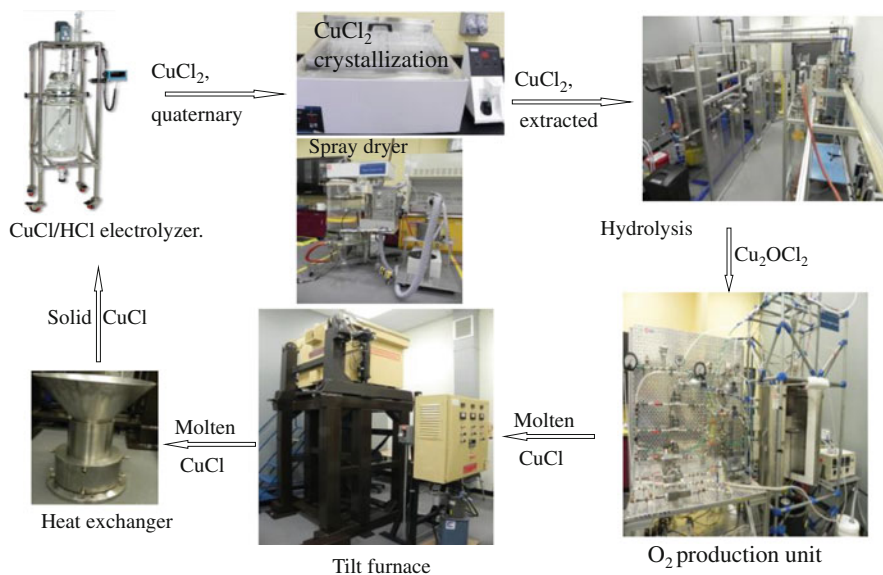 CuCl₂
crystallization
CuCl₂,
quaternary
CuCl₂,
extracted
Spray dryer
CuCl/HCl electrolyzer.
Hydrolysis
Cu₂OCl₂
Solid CuCl
Molten
CuCl
Molten
CuCl
Heat exchanger
Tilt furnace
O₂ production unit